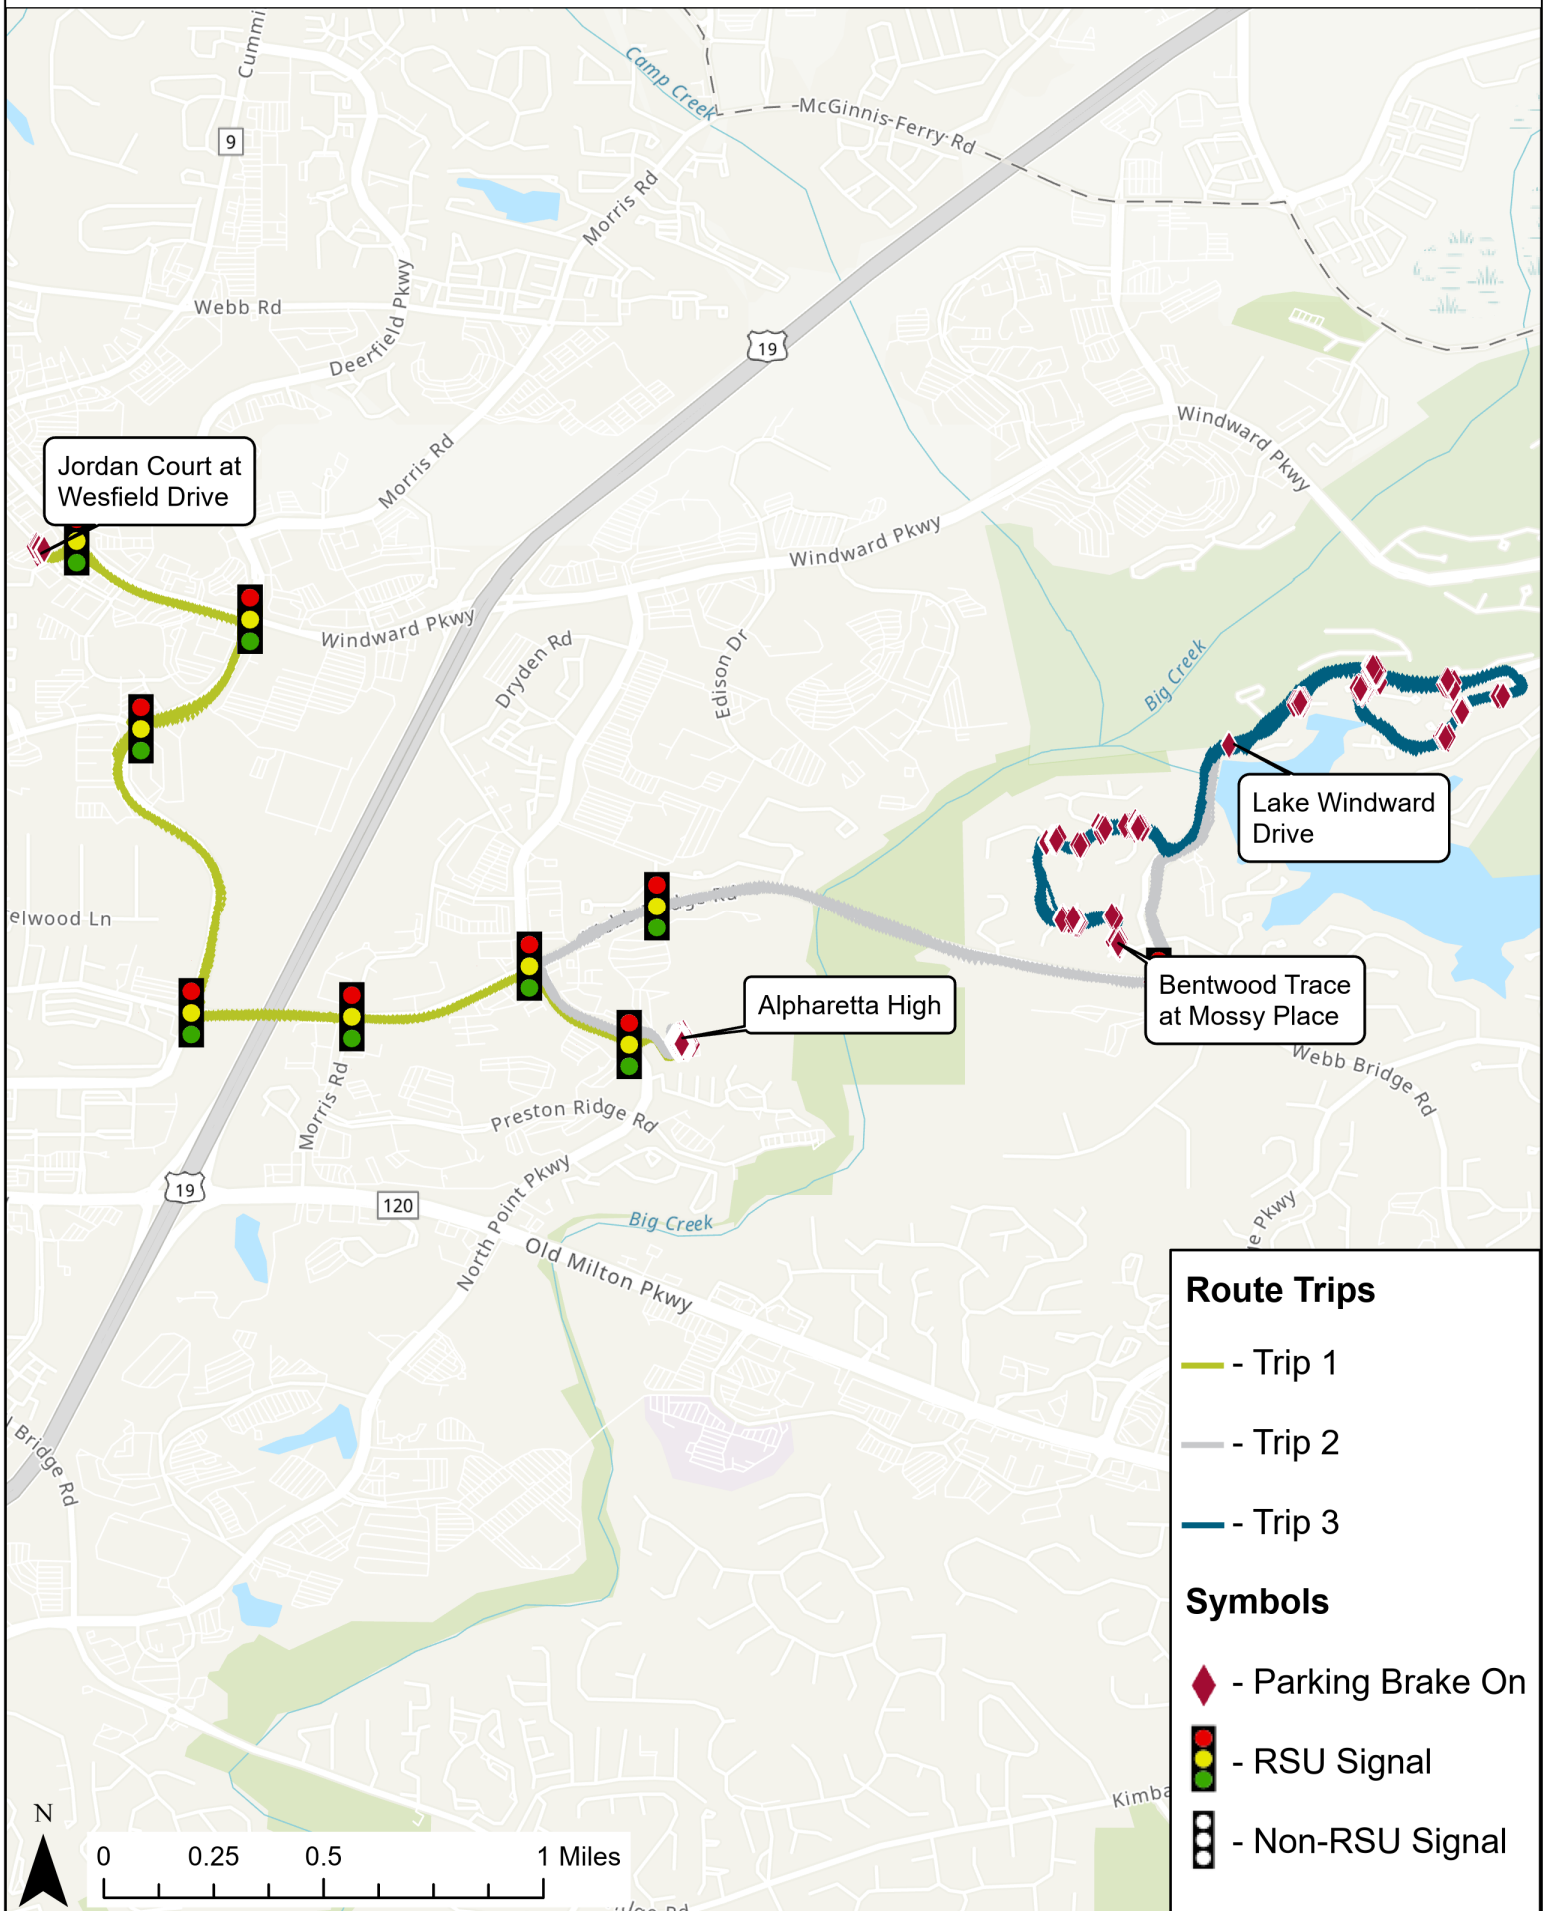 Camp Creek
McGinnis-Ferry Rd
9
Morris Rd
Webb Rd
Deerfield Pkwy
19
Windward Pkwy
Jordan Court at
Wesfield Drive
Morris Rd
Windward Pkwy
Windward Pkwy
Dryden Rd
Edison Dr
Big Creek
Lake Windward
Drive
elwood Ln
Alpharetta High
Bentwood Trace
at Mossy Place
Webb Bridge Rd
Morris Rd
Preston Ridge Rd
19
120
North Point Pkwy
Big Creek
Old Milton Pkwy
Bridge Rd
Route Trips
- Trip 1
- Trip 2
- Trip 3
Symbols
- Parking Brake On
- RSU Signal
- Non-RSU Signal
N
0 0.25 0.5 1 Miles